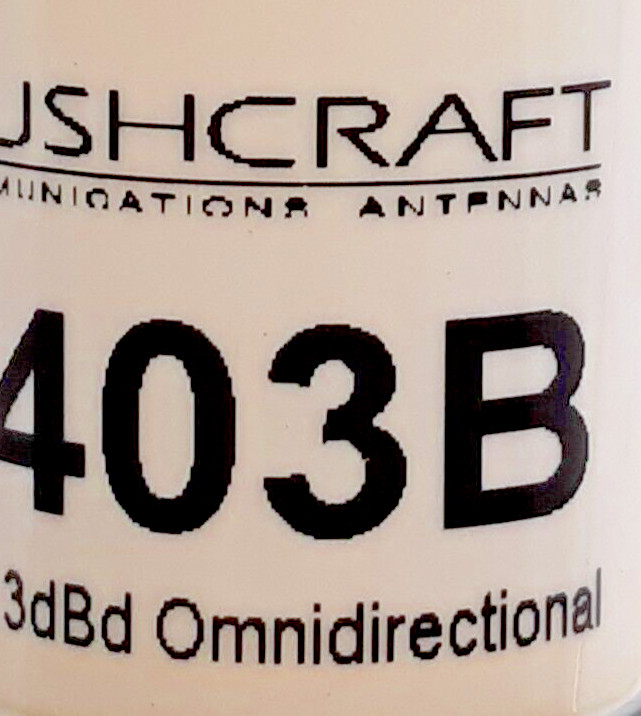 USHCRAFT
MUNICATIONS ANTENNAS
403B
3dBd Omnidirectional